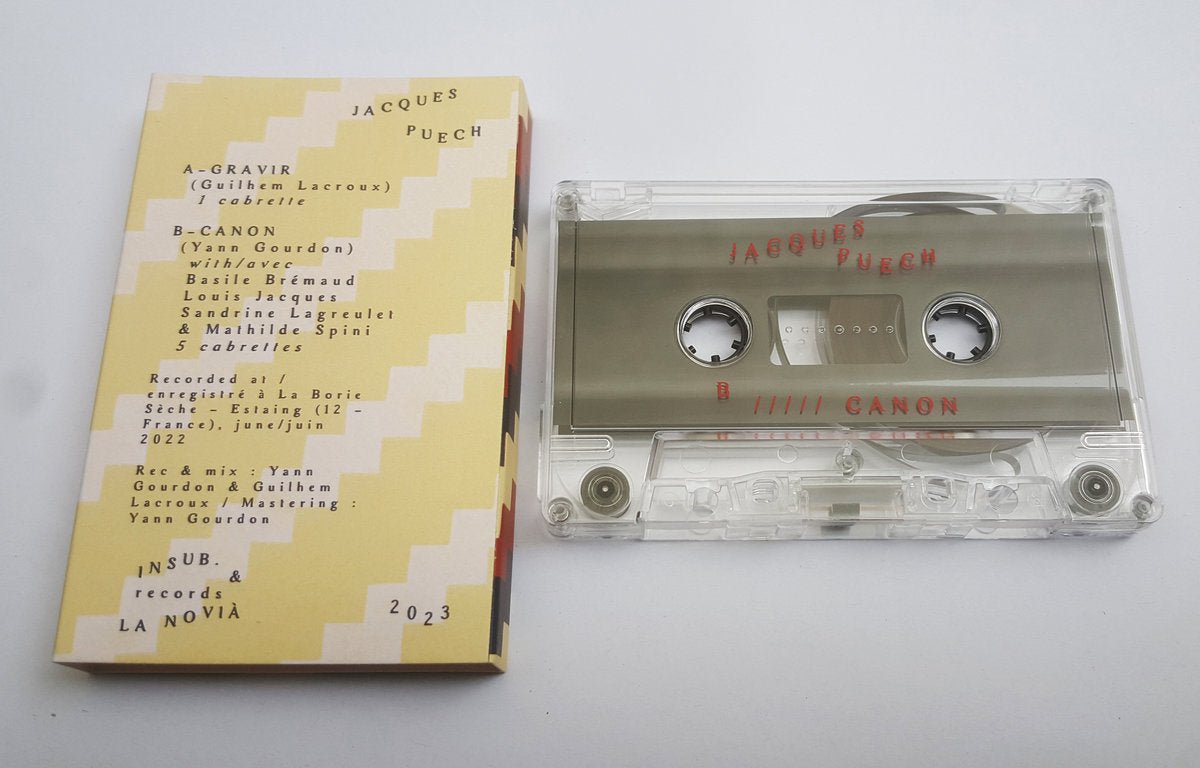 JACQUES
PUECH
A-GRAVIR
(Guilhem Lacroux)
1 cabrette
B-CANON
(Yann Gourdon)
with/avec
Basile Brémaud
Louis Jacques
Sandrine Lagreulet
& Mathilde Spini
5 cabrettes
Recorded at /
enregistré à La Borie
Sèche - Estaing (12 -
France), june/juin
2022
Rec & mix : Yann
Gourdon & Guilhem
Lacroux / Mastering :
Yann Gourdon
INSUB. &
records
LA NOVIÀ
2023
JACQUES
PUECH
B ///// CANON